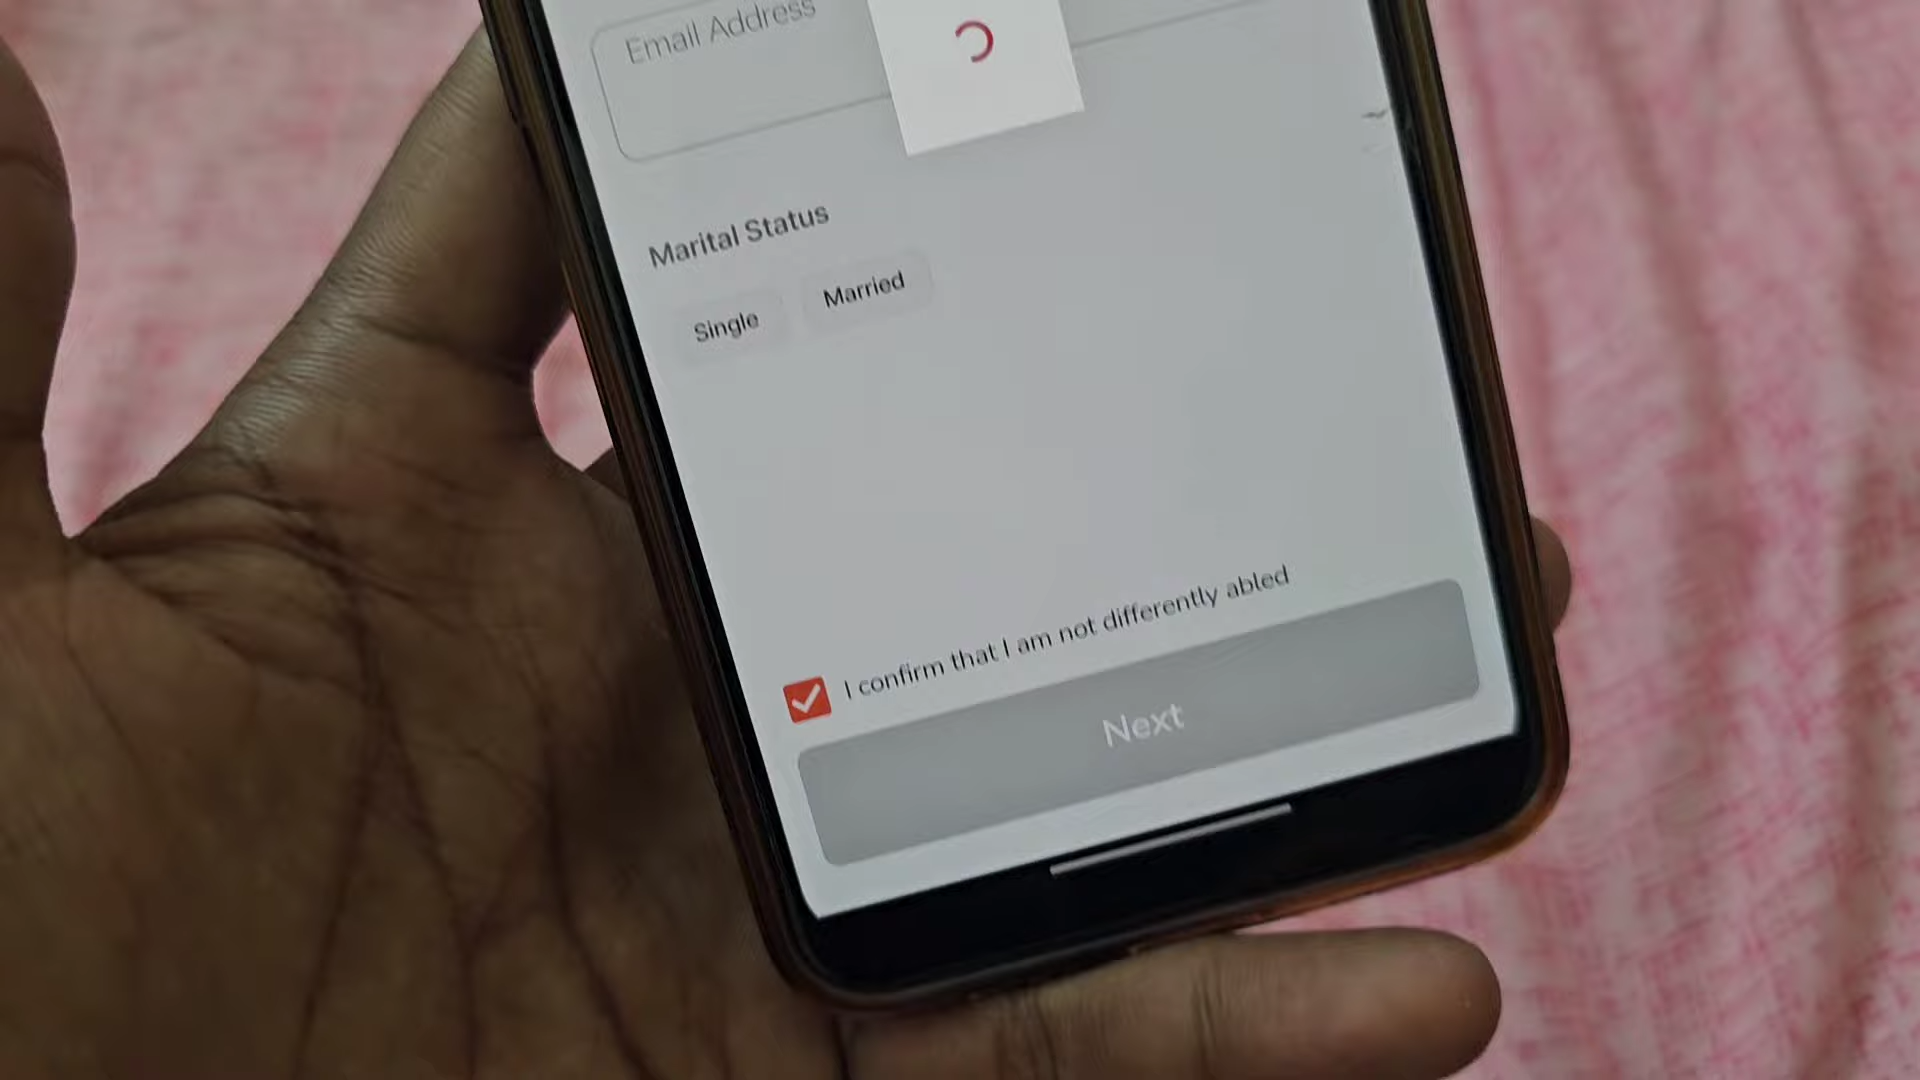 Email Address
Marital Status
Single
Married
I confirm that I am not differently abled
Next